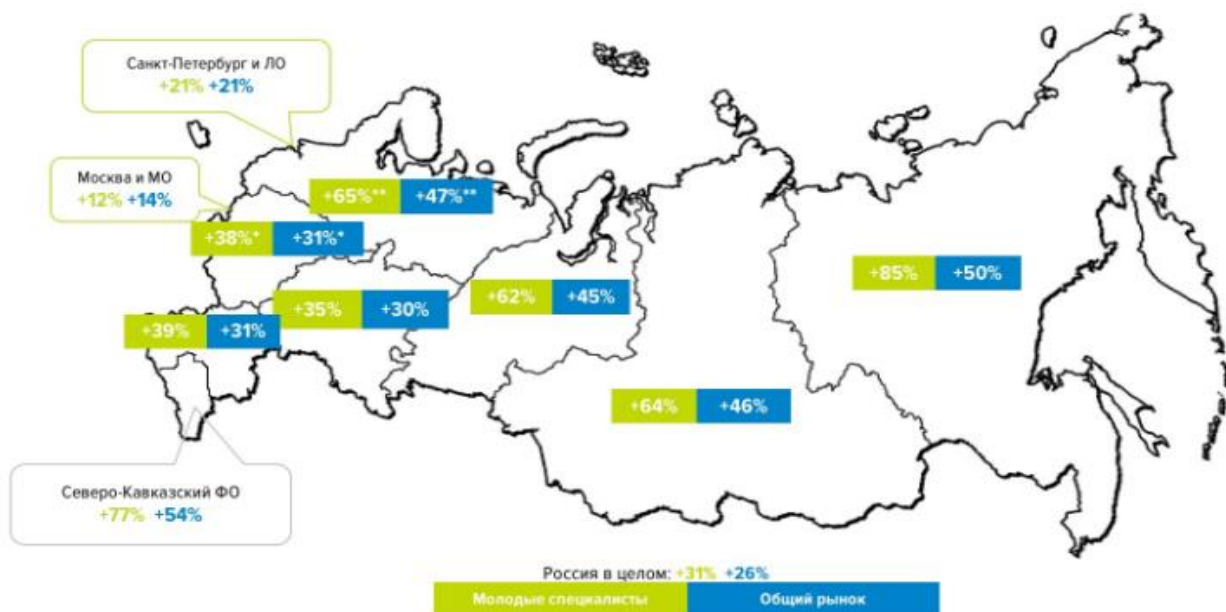 Санкт-Петербург и ЛО
+21% +21%
Москва и МО
+12% +14%
+65%** +47%**
+38%* +31%*
+85% +50%
+62% +45%
+35% +30%
+39% +31%
+64% +46%
Северо-Кавказский ФО
+77% +54%
Россия в целом: +31% +26%
Молодые специалисты Общий рынок